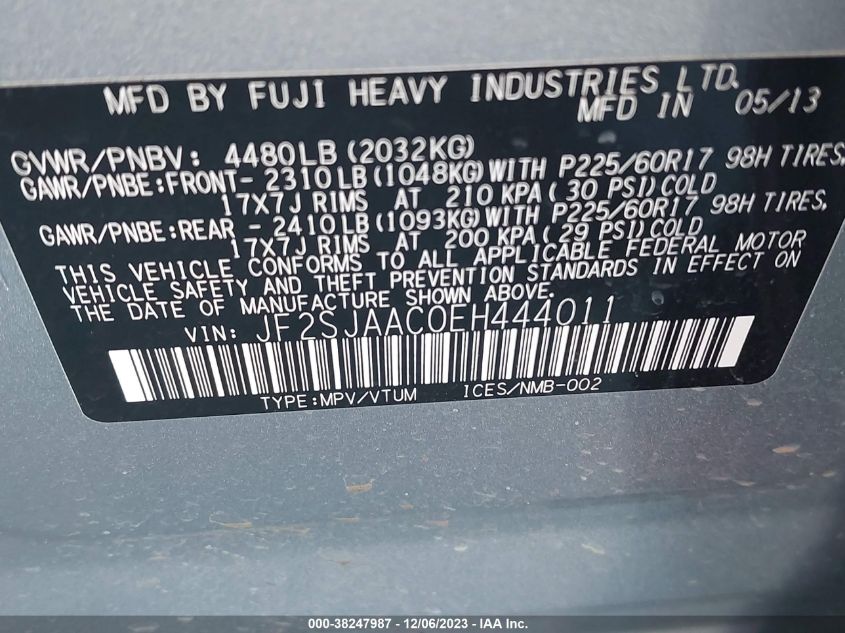 MFD BY FUJI HEAVY INDUSTRIES LTD.
MFD IN 05/13
GVWR/PNBV: 4480LB (2032KG)
GAWR/PNBE:FRONT- 2310LB (1048KG)WITH P225/60R17 98H TIRES,
17X7J RIMS AT 210 KPA( 30 PSI)COLD
GAWR/PNBE:REAR - 2410LB (1093KG)WITH P225/60R17 98H TIRES,
17X7J RIMS AT 200 KPA( 29 PSI)COLD
THIS VEHICLE CONFORMS TO ALL APPLICABLE FEDERAL MOTOR
VEHICLE SAFETY AND THEFT PREVENTION STANDARDS IN EFFECT ON
THE DATE OF MANUFACTURE SHOWN ABOVE.
VIN: JF2SJAAC0EH444011
TYPE:MPV/VTUM ICES/NMB-002
000-38247987 - 12/06/2023 - IAA Inc.